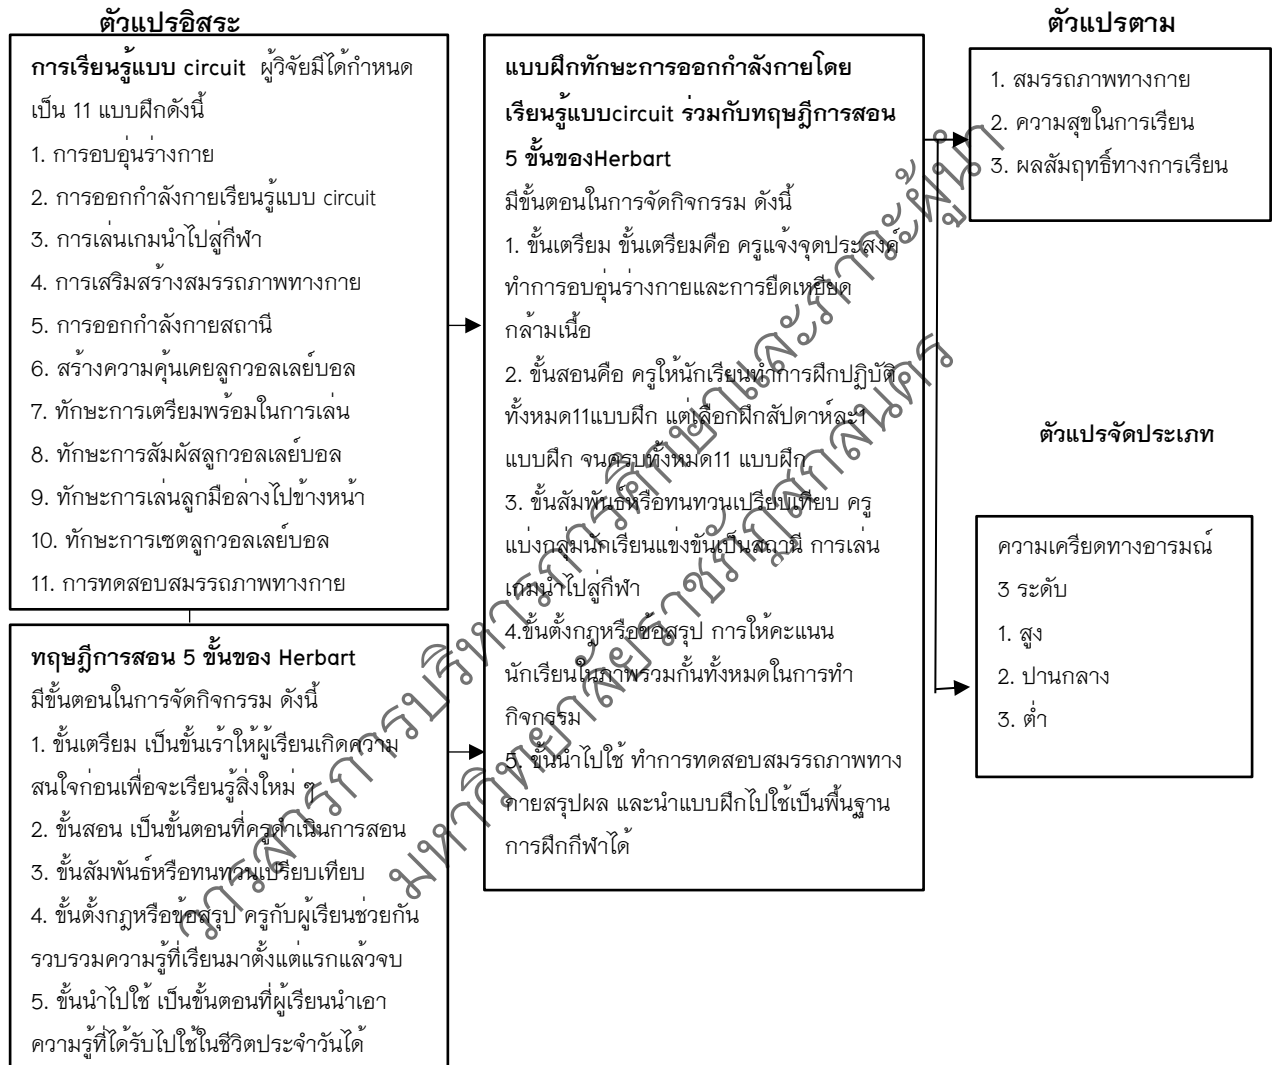 ตัวแปรอิสระ
การเรียนรู้แบบ circuit ผู้วิจัยมีได้กำหนด
เป็น 11 แบบฝึกดังนี้
1. การอบอุ่นร่างกาย
2. การออกกำลังกายเรียนรู้แบบ circuit
3. การเล่นเกมนำไปสู่กีฬา
4. การเสริมสร้างสมรรถภาพทางกาย
5. การออกกำลังกายสถานี
6. สร้างความคุ้นเคยลูกวอลเลย์บอล
7. ทักษะการเตรียมพร้อมในการเล่น
8. ทักษะการสัมผัสลูกวอลเลย์บอล
9. ทักษะการเล่นลูกมือล่างไปข้างหน้า
10. ทักษะการเซตลูกวอลเลย์บอล
11. การทดสอบสมรรถภาพทางกาย
ทฤษฎีการสอน 5 ขั้นของ Herbart
มีขั้นตอนในการจัดกิจกรรม ดังนี้
1. ขั้นเตรียม เป็นขั้นเร้าให้ผู้เรียนเกิดความ
สนใจก่อนเพื่อจะเรียนรู้สิ่งใหม่ ๆ
2. ขั้นสอน เป็นขั้นตอนที่ครูดำเนินการสอน
3. ขั้นสัมพันธ์หรือทนทวนเปรียบเทียบ
4. ขั้นตั้งกฎหรือข้อสรุป ครูกับผู้เรียนช่วยกัน
รวบรวมความรู้ที่เรียนมาตั้งแต่แรกแล้วจบ
5. ขั้นนำไปใช้ เป็นขั้นตอนที่ผู้เรียนนำเอา
ความรู้ที่ได้รับไปใช้ในชีวิตประจำวันได้
แบบฝึกทักษะการออกกำลังกายโดย
เรียนรู้แบบcircuit ร่วมกับทฤษฎีการสอน
5 ขั้นของHerbart
มีขั้นตอนในการจัดกิจกรรม ดังนี้
1. ขั้นเตรียม ขั้นเตรียมคือ ครูแจ้งจุดประสงค์
ทำการอบอุ่นร่างกายและการยืดเหยียด
กล้ามเนื้อ
2. ขั้นสอนคือ ครูให้นักเรียนทำการฝึกปฏิบัติ
ทั้งหมด11แบบฝึก แต่เลือกฝึกสัปดาห์ละ1
แบบฝึก จนครบทั้งหมด11 แบบฝึก
3. ขั้นสัมพันธ์หรือทนทวนเปรียบเทียบ ครู
แบ่งกลุ่มนักเรียนแข่งขันเป็นสถานี การเล่น
เกมนำไปสู่กีฬา
4.ขั้นตั้งกฎหรือข้อสรุป การให้คะแนน
นักเรียนในภาพรวมกั้นทั้งหมดในการทำ
กิจกรรม
5. ขั้นนำไปใช้ ทำการทดสอบสมรรถภาพทาง
กายสรุปผล และนำแบบฝึกไปใช้เป็นพื้นฐาน
การฝึกกีฬาได้
ตัวแปรตาม
1. สมรรถภาพทางกาย
2. ความสุขในการเรียน
3. ผลสัมฤทธิ์ทางการเรียน
ตัวแปรจัดประเภท
ความเครียดทางอารมณ์
3 ระดับ
1. สูง
2. ปานกลาง
3. ต่ำ
วารสารการบริหารการศึกษาและภาวะผู้นำ
มหาวิทยาลัยราชภัฏสกลนคร